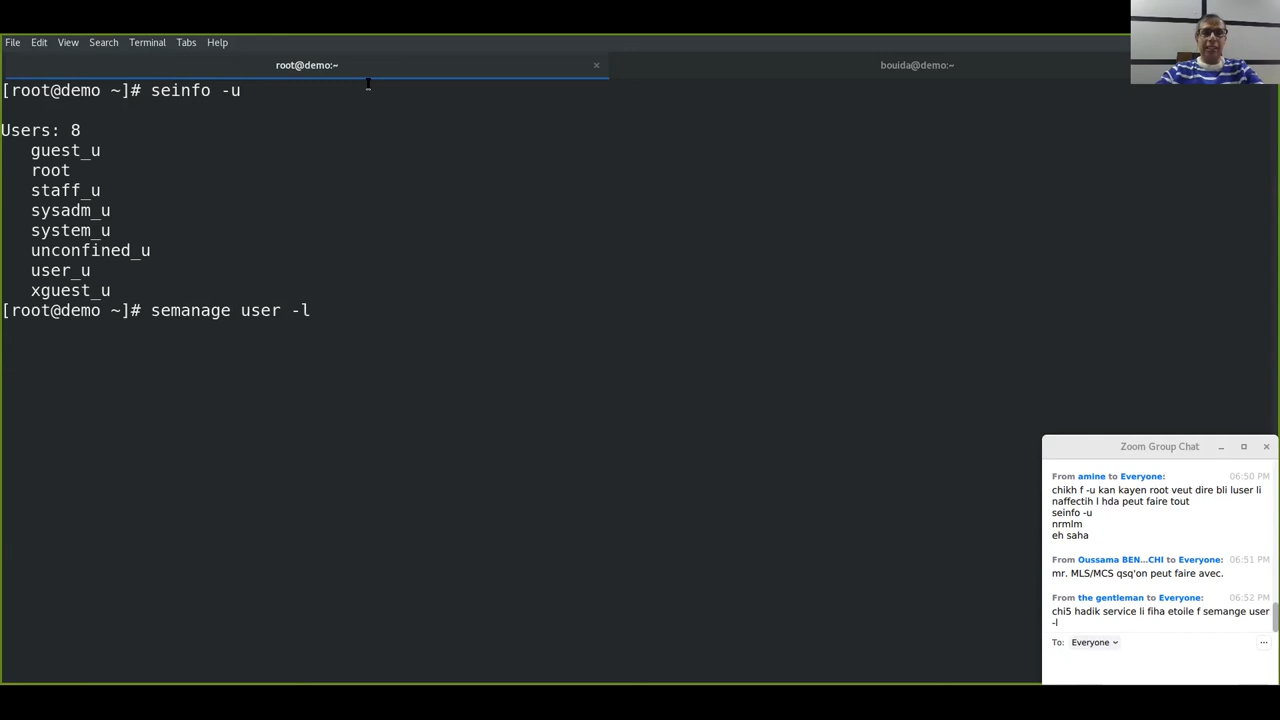 File Edit View Search Terminal Tabs Help
root@demo:~ × bouida@demo:~
[root@demo ~]# seinfo -u
Users: 8
guest_u
root
staff_u
sysadm_u
system_u
unconfined_u
user_u
xguest_u
[root@demo ~]# semanage user -l
Zoom Group Chat
From amine to Everyone: 06:50 PM
chikh f -u kan kayen root veut dire bli luser li
naffectih l hda peut faire tout
seinfo -u
nrmlm
eh saha
From Oussama BEN...CHI to Everyone: 06:51 PM
mr. MLS/MCS qsq'on peut faire avec.
From the gentleman to Everyone: 06:52 PM
chi5 hadik service li fiha etoile f semange user
-l
To: Everyone